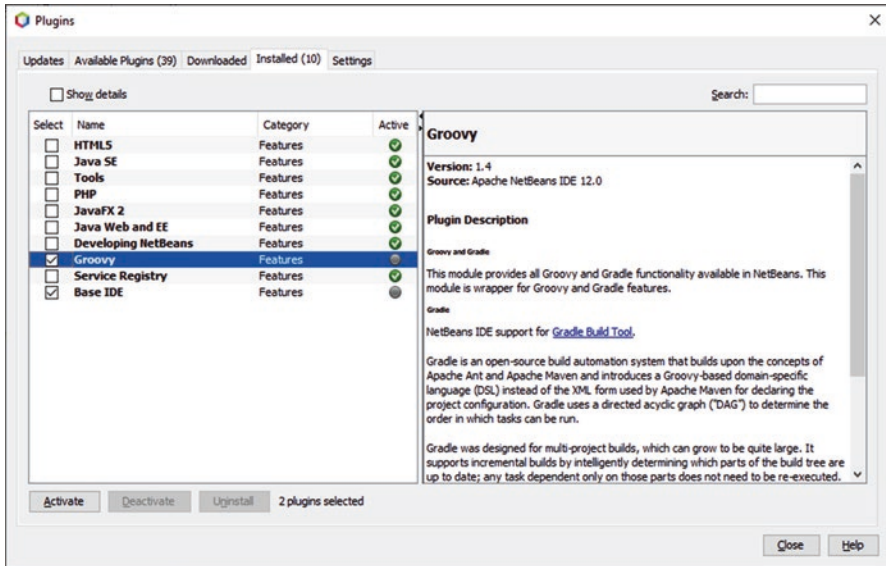 Plugins
Updates Available Plugins (39) Downloaded Installed (10) Settings
Show details
Search:
Select Name Category Active
HTML5 Features
Java SE Features
Tools Features
PHP Features
JavaFX 2 Features
Java Web and EE Features
Developing NetBeans Features
Groovy Features
Service Registry Features
Base IDE Features
Groovy
Version: 1.4
Source: Apache NetBeans IDE 12.0
Plugin Description
Groovy and Gradle
This module provides all Groovy and Gradle functionality available in NetBeans. This
module is wrapper for Groovy and Gradle features.
Gradle
NetBeans IDE support for Gradle Build Tool.
Gradle is an open-source build automation system that builds upon the concepts of
Apache Ant and Apache Maven and introduces a Groovy-based domain-specific
language (DSL) instead of the XML form used by Apache Maven for declaring the
project configuration. Gradle uses a directed acyclic graph ("DAG") to determine the
order in which tasks can be run.
Gradle was designed for multi-project builds, which can grow to be quite large. It
supports incremental builds by intelligently determining which parts of the build tree are
up to date; any task dependent only on those parts does not need to be re-executed.
Activate Deactivate Uninstall 2 plugins selected
Close Help